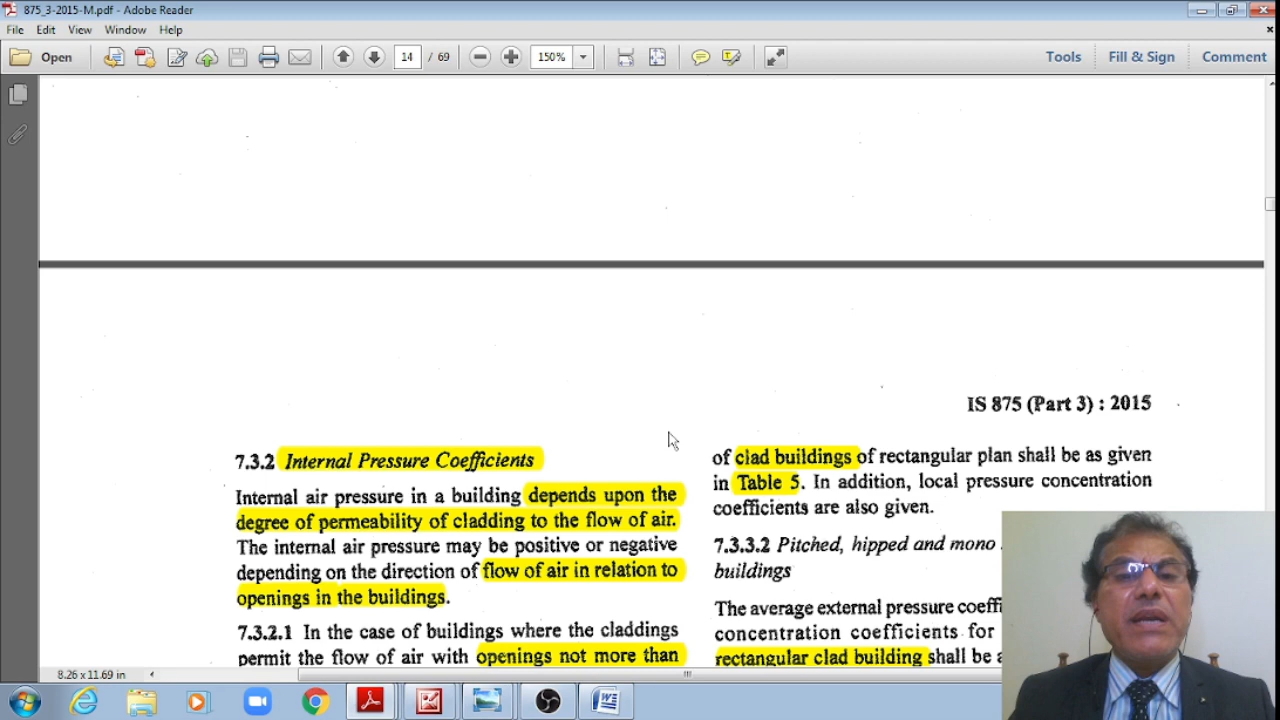 875_3-2015-M.pdf - Adobe Reader
File Edit View Window Help
Open 14 / 69 150% Tools Fill & Sign Comment
IS 875 (Part 3) : 2015
7.3.2 Internal Pressure Coefficients
Internal air pressure in a building depends upon the
degree of permeability of cladding to the flow of air.
The internal air pressure may be positive or negative
depending on the direction of flow of air in relation to
openings in the buildings.
7.3.2.1 In the case of buildings where the claddings
permit the flow of air with openings not more than
of clad buildings of rectangular plan shall be as given
in Table 5. In addition, local pressure concentration
coefficients are also given.
7.3.3.2 Pitched, hipped and mono
buildings
The average external pressure coeffi
concentration coefficients for
rectangular clad building shall be a
8.26 x 11.69 in